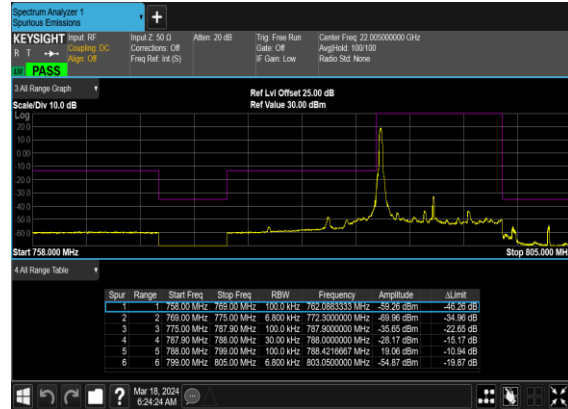 Spectrum Analyzer 1
Spurious Emissions
KEYSIGHT Input: RF Input Z: 50 Ω Atten: 20 dB Trig: Free Run Center Freq: 22.005000000 GHz
R T Coupling: DC Corrections: Off Gate: Off Avg|Hold: 100/100
Align: Off Freq Ref: Int (S) IF Gain: Low Radio Std: None
PASS
3 All Range Graph
Ref Lvl Offset 25.00 dB
Scale/Div 10.0 dB Ref Value 30.00 dBm
Log
20.0
10.0
0.00
-10.0
-20.0
-30.0
-40.0
-50.0
-60.0
Start 758.000 MHz Stop 805.000 MHz
4 All Range Table
Spur Range Start Freq Stop Freq RBW Frequency Amplitude ΔLimit
1 1 758.00 MHz 769.00 MHz 100.0 kHz 762.0883333 MHz -59.26 dBm -46.26 dB
2 2 769.00 MHz 775.00 MHz 6.800 kHz 772.3000000 MHz -69.96 dBm -34.96 dB
3 3 775.00 MHz 787.90 MHz 100.0 kHz 787.9000000 MHz -35.65 dBm -22.65 dB
4 4 787.90 MHz 788.00 MHz 30.00 kHz 788.0000000 MHz -28.17 dBm -15.17 dB
5 5 788.00 MHz 799.00 MHz 100.0 kHz 788.4216667 MHz 19.06 dBm -10.94 dB
6 6 799.00 MHz 805.00 MHz 6.800 kHz 803.0500000 MHz -54.87 dBm -19.87 dB
? Mar 18, 2024
6:24:24 AM